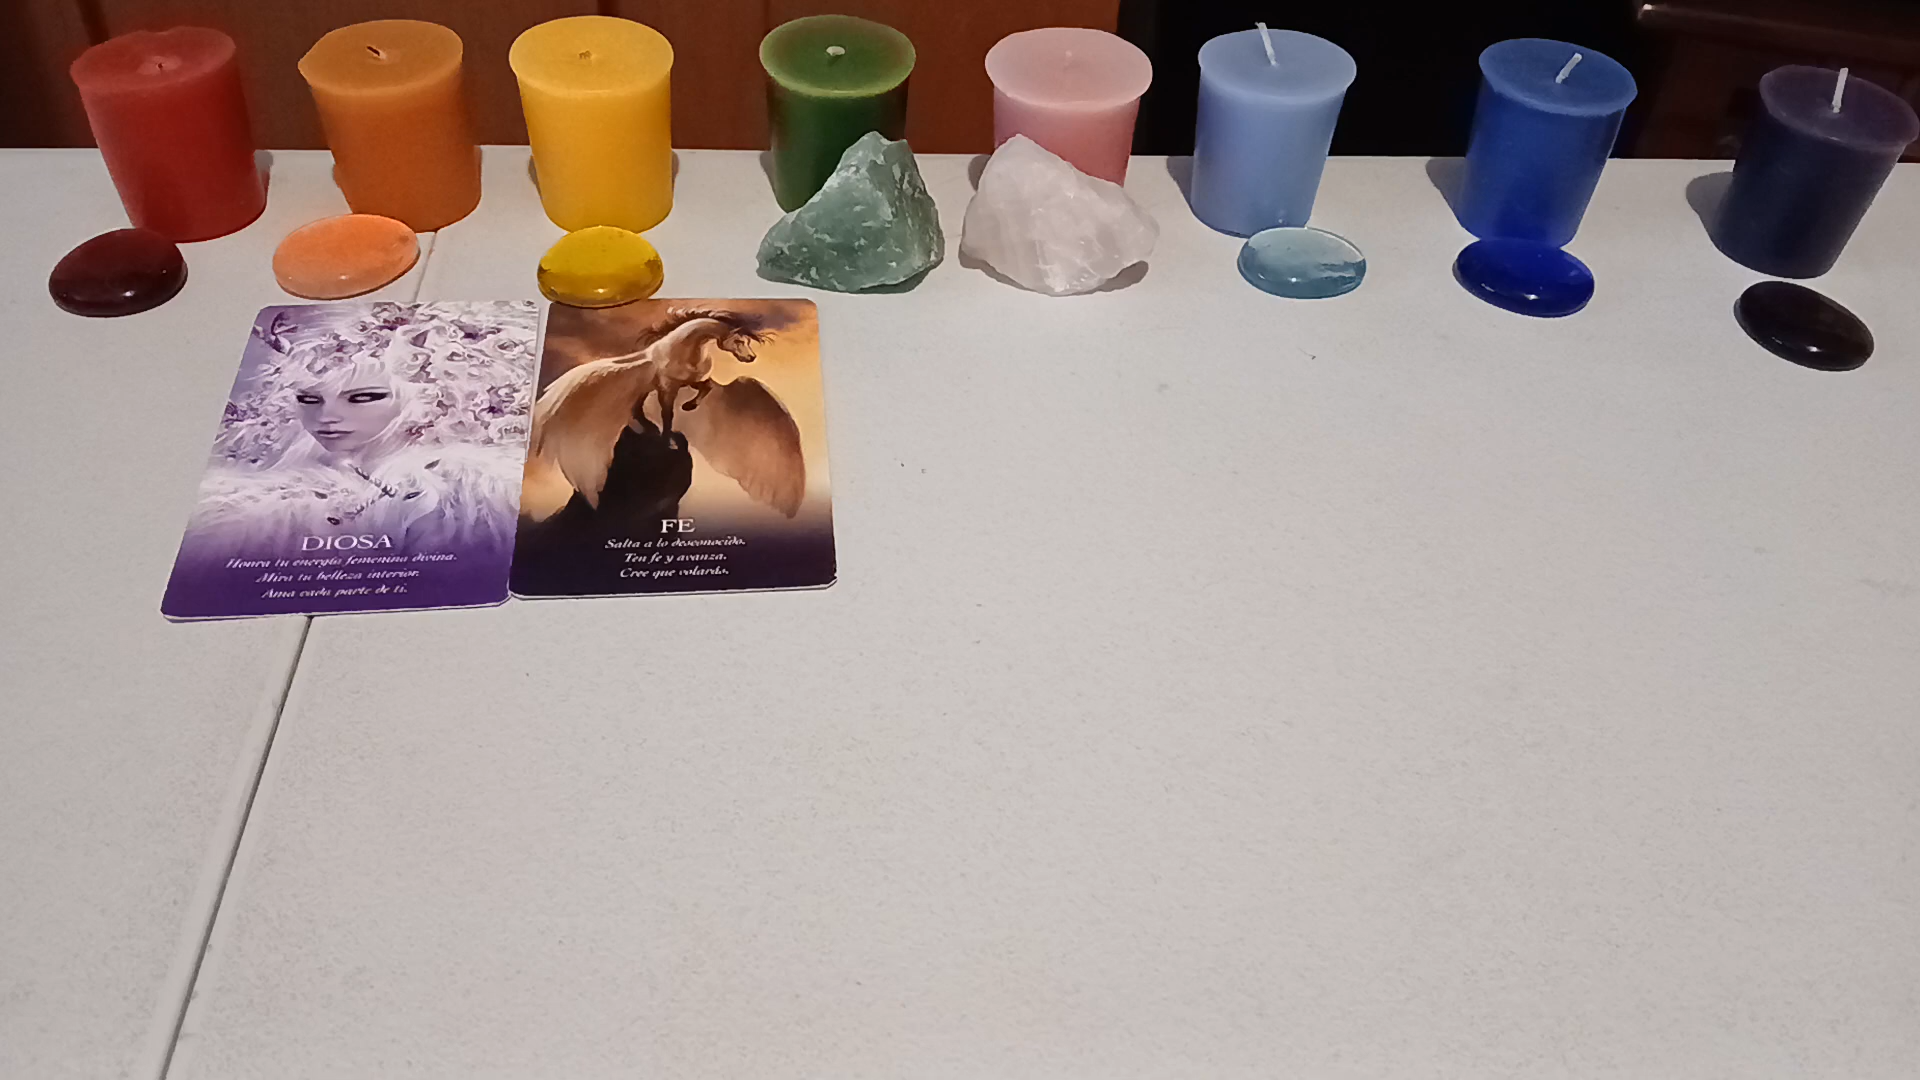 DIOSA
Honra tu energía femenina divina.
Mira tu belleza interior.
Ama cada parte de ti.
FE
Salta a lo desconocido.
Ten fe y avanza.
Cree que volarás.